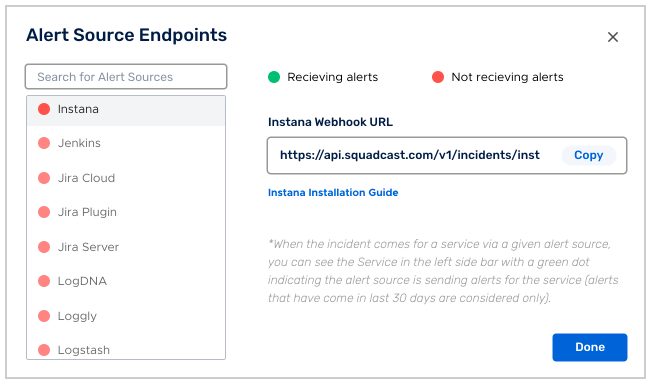 Alert Source Endpoints
Search for Alert Sources
Recieving alerts
Not recieving alerts
Instana
Jenkins
Jira Cloud
Jira Plugin
Jira Server
LogDNA
Loggly
Logstash
Instana Webhook URL
https://api.squadcast.com/v1/incidents/inst
Copy
Instana Installation Guide
*When the incident comes for a service via a given alert source,
you can see the Service in the left side bar with a green dot
indicating the alert source is sending alerts for the service (alerts
that have come in last 30 days are considered only).
Done